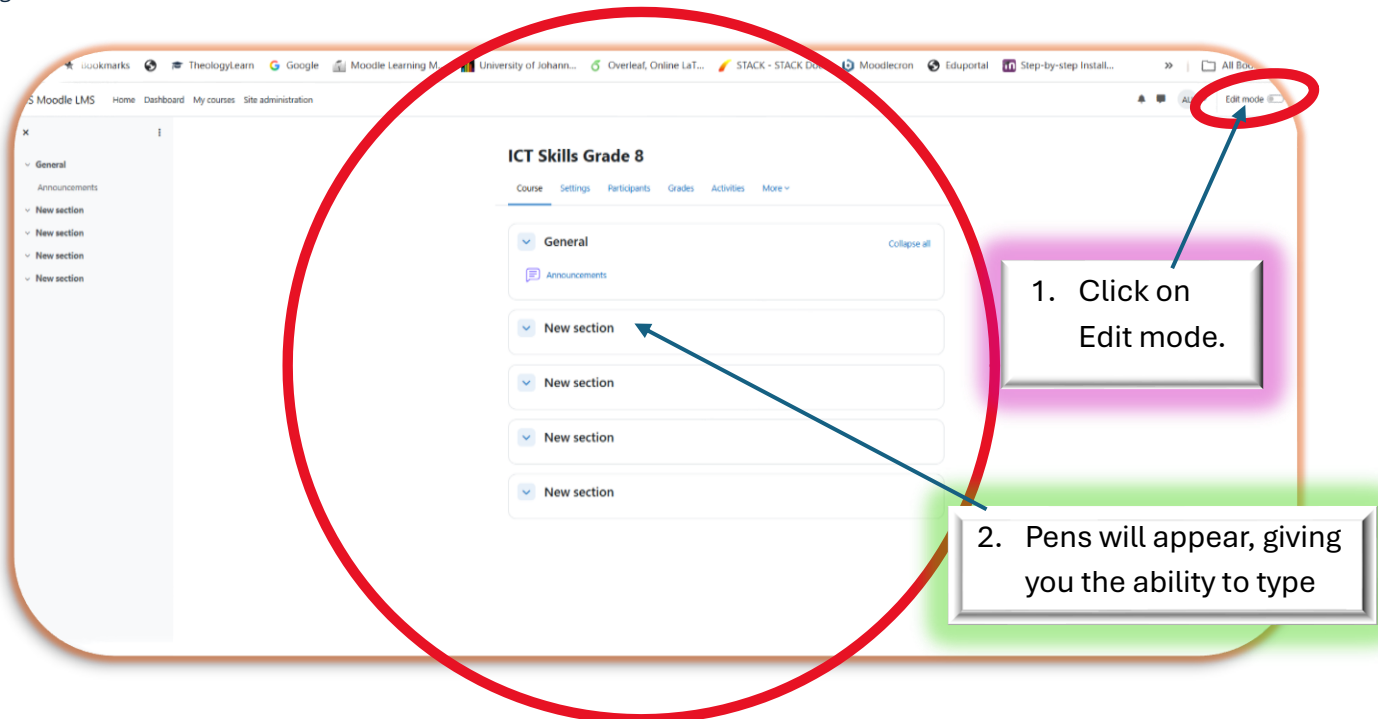 Bookmarks TheologyLearn Google Moodle Learning M... University of Johann... Overleaf, Online LaT... STACK - STACK Do... Moodlecron Eduportal Step-by-step Install... » All Bo
S Moodle LMS Home Dashboard My courses Site administration Edit mode
General
Announcements
New section
New section
New section
New section
ICT Skills Grade 8
Course Settings Participants Grades Activities More
General Collapse all
Announcements
New section
New section
New section
New section
1. Click on
Edit mode.
2. Pens will appear, giving
you the ability to type